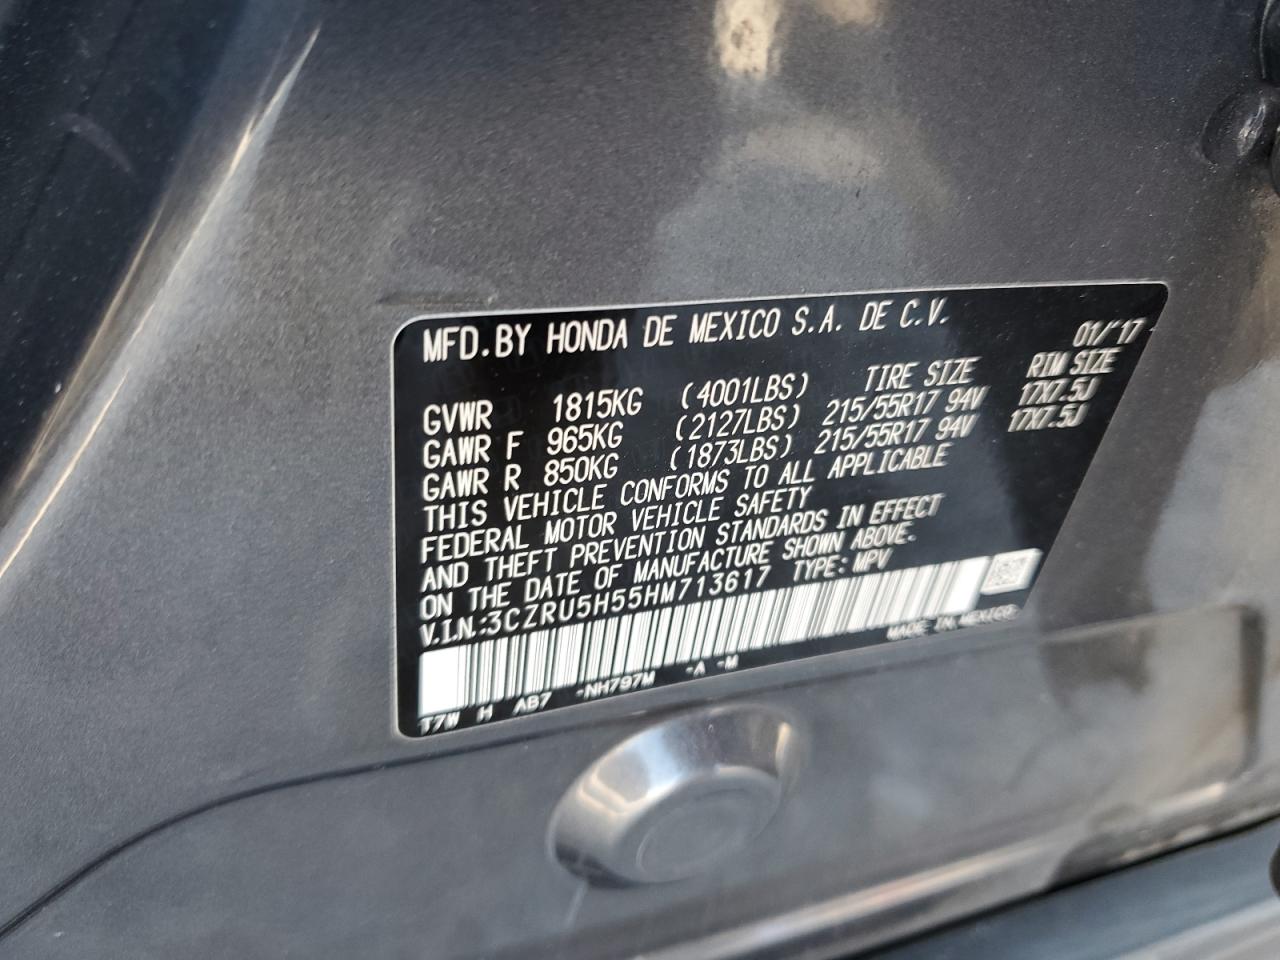 MFD.BY HONDA DE MEXICO S.A. DE C.V.
01/'17
TIRE SIZE RIM SIZE
GVWR 1815KG (4001LBS)
GAWR F 965KG (2127LBS) 215/55R17 94V 17X7.5J
GAWR R 850KG (1873LBS) 215/55R17 94V 17X7.5J
THIS VEHICLE CONFORMS TO ALL APPLICABLE
FEDERAL MOTOR VEHICLE SAFETY
AND THEFT PREVENTION STANDARDS IN EFFECT
ON THE DATE OF MANUFACTURE SHOWN ABOVE.
V.I.N.:3CZRU5H55HM713617 TYPE: MPV
MADE IN MEXICO
T7W H AB7 -NH797M -A -M